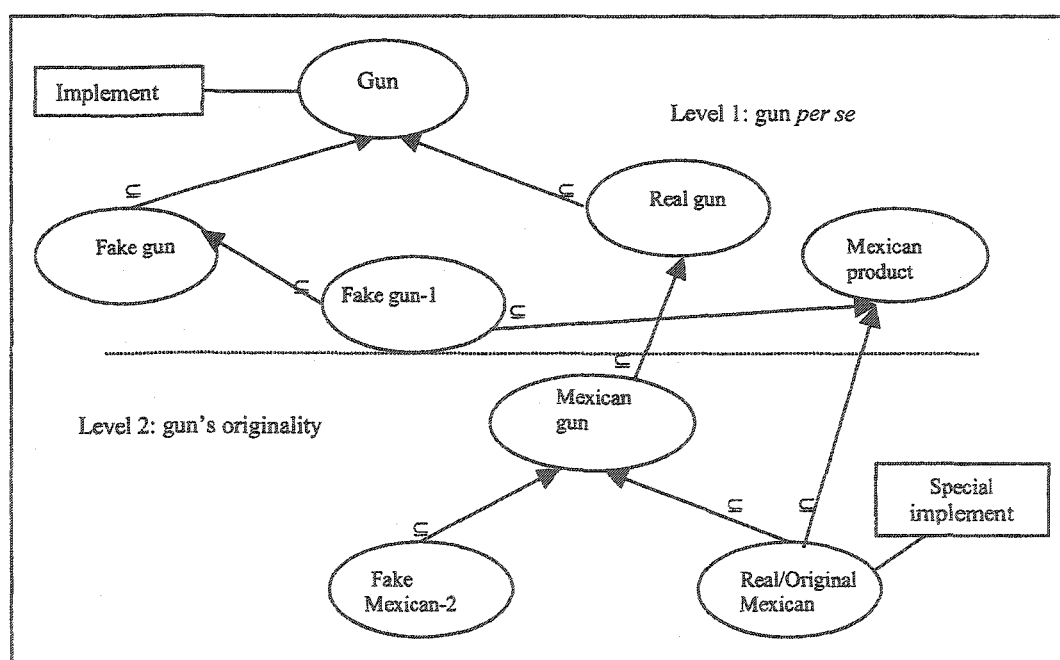 Gun
Implement
Level 1: gun per se
⊆
⊆
Real gun
Fake gun
Mexican
product
⊆
Fake gun-1
⊆
⊆
Mexican
gun
Level 2: gun's originality
Special
implement
⊆
⊆
⊆
Fake
Mexican-2
Real/Original
Mexican